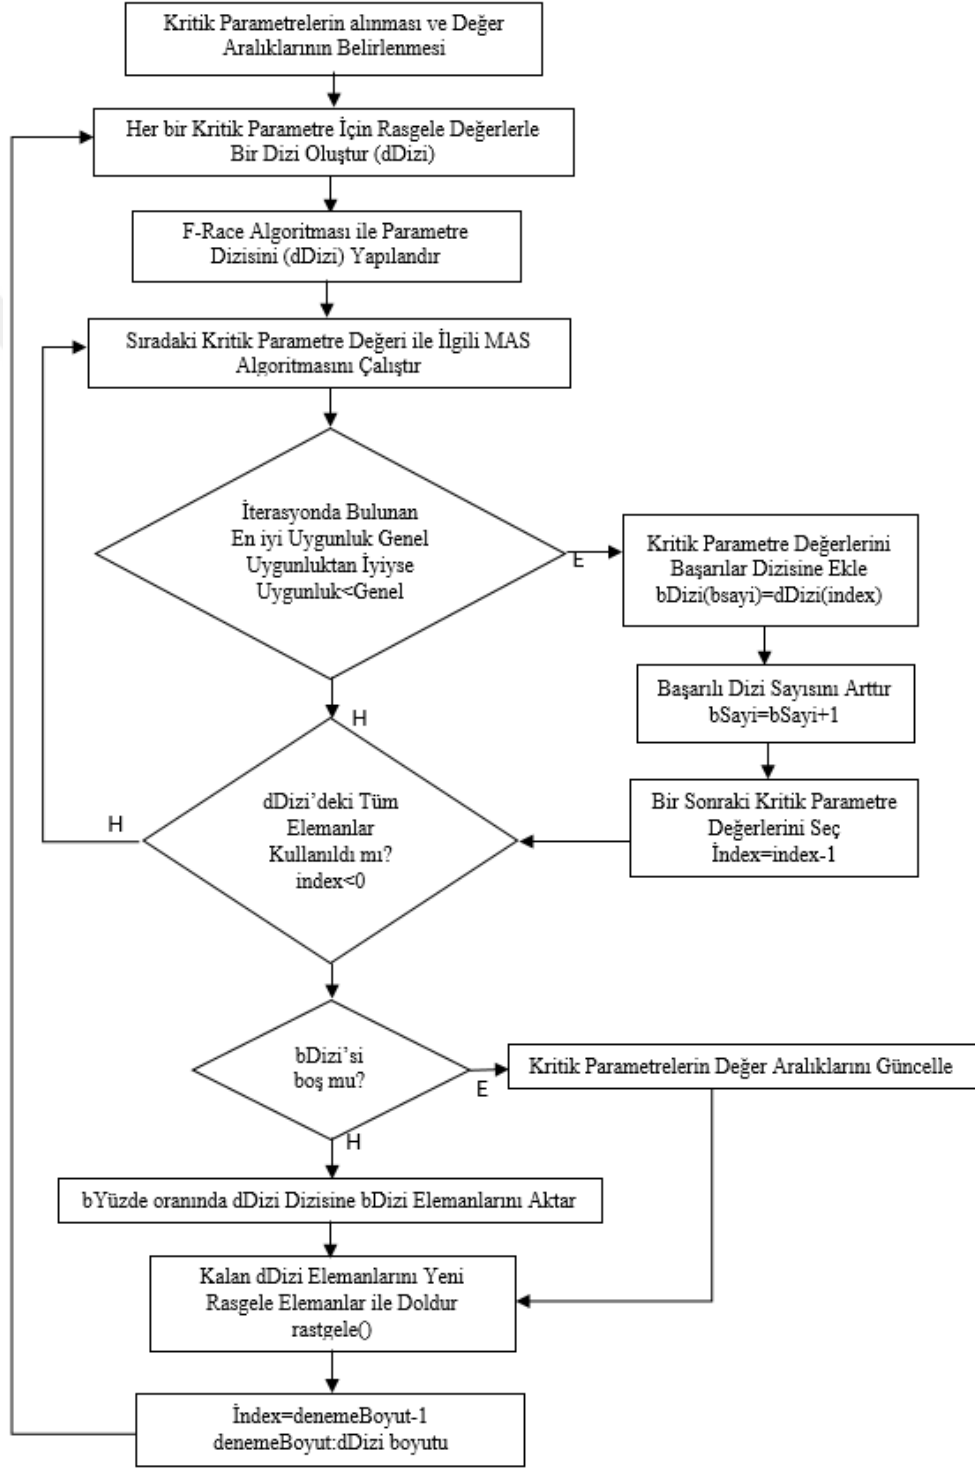 Kritik Parametrelerin alınması ve Değer
Aralıklarının Belirlenmesi
Her bir Kritik Parametre İçin Rasgele Değerlerle
Bir Dizi Oluştur (dDizi)
F-Race Algoritması ile Parametre
Dizisini (dDizi) Yapılandır
Sıradaki Kritik Parametre Değeri ile İlgili MAS
Algoritmasını Çalıştır
İterasyonda Bulunan
En iyi Uygunluk Genel
Uygunluktan İyiyse
Uygunluk<Genel
E
Kritik Parametre Değerlerini
Başarılar Dizisine Ekle
bDizi(bsayi)=dDizi(index)
Başarılı Dizi Sayısını Arttır
bSayi=bSayi+1
Bir Sonraki Kritik Parametre
Değerlerini Seç
İndex=index-1
H
dDizi’deki Tüm
Elemanlar
Kullanıldı mı?
index<0
H
bDizi’si
boş mu?
E
Kritik Parametrelerin Değer Aralıklarını Güncelle
H
bYüzde oranında dDizi Dizisine bDizi Elemanlarını Aktar
Kalan dDizi Elemanlarını Yeni
Rasgele Elemanlar ile Doldur
rastgele()
İndex=denemeBoyut-1
denemeBoyut:dDizi boyutu